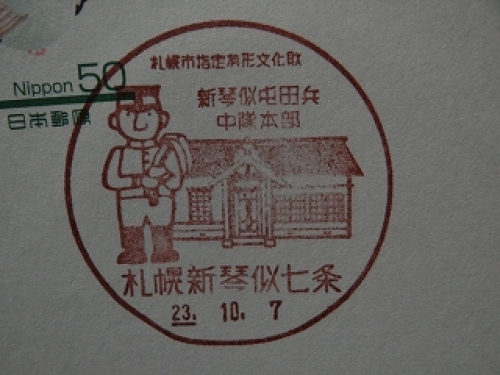 札幌市指定有形文化財
Nippon 50
新琴似屯田兵
中隊本部
日本郵便
札幌新琴似七条
23. 10. 7